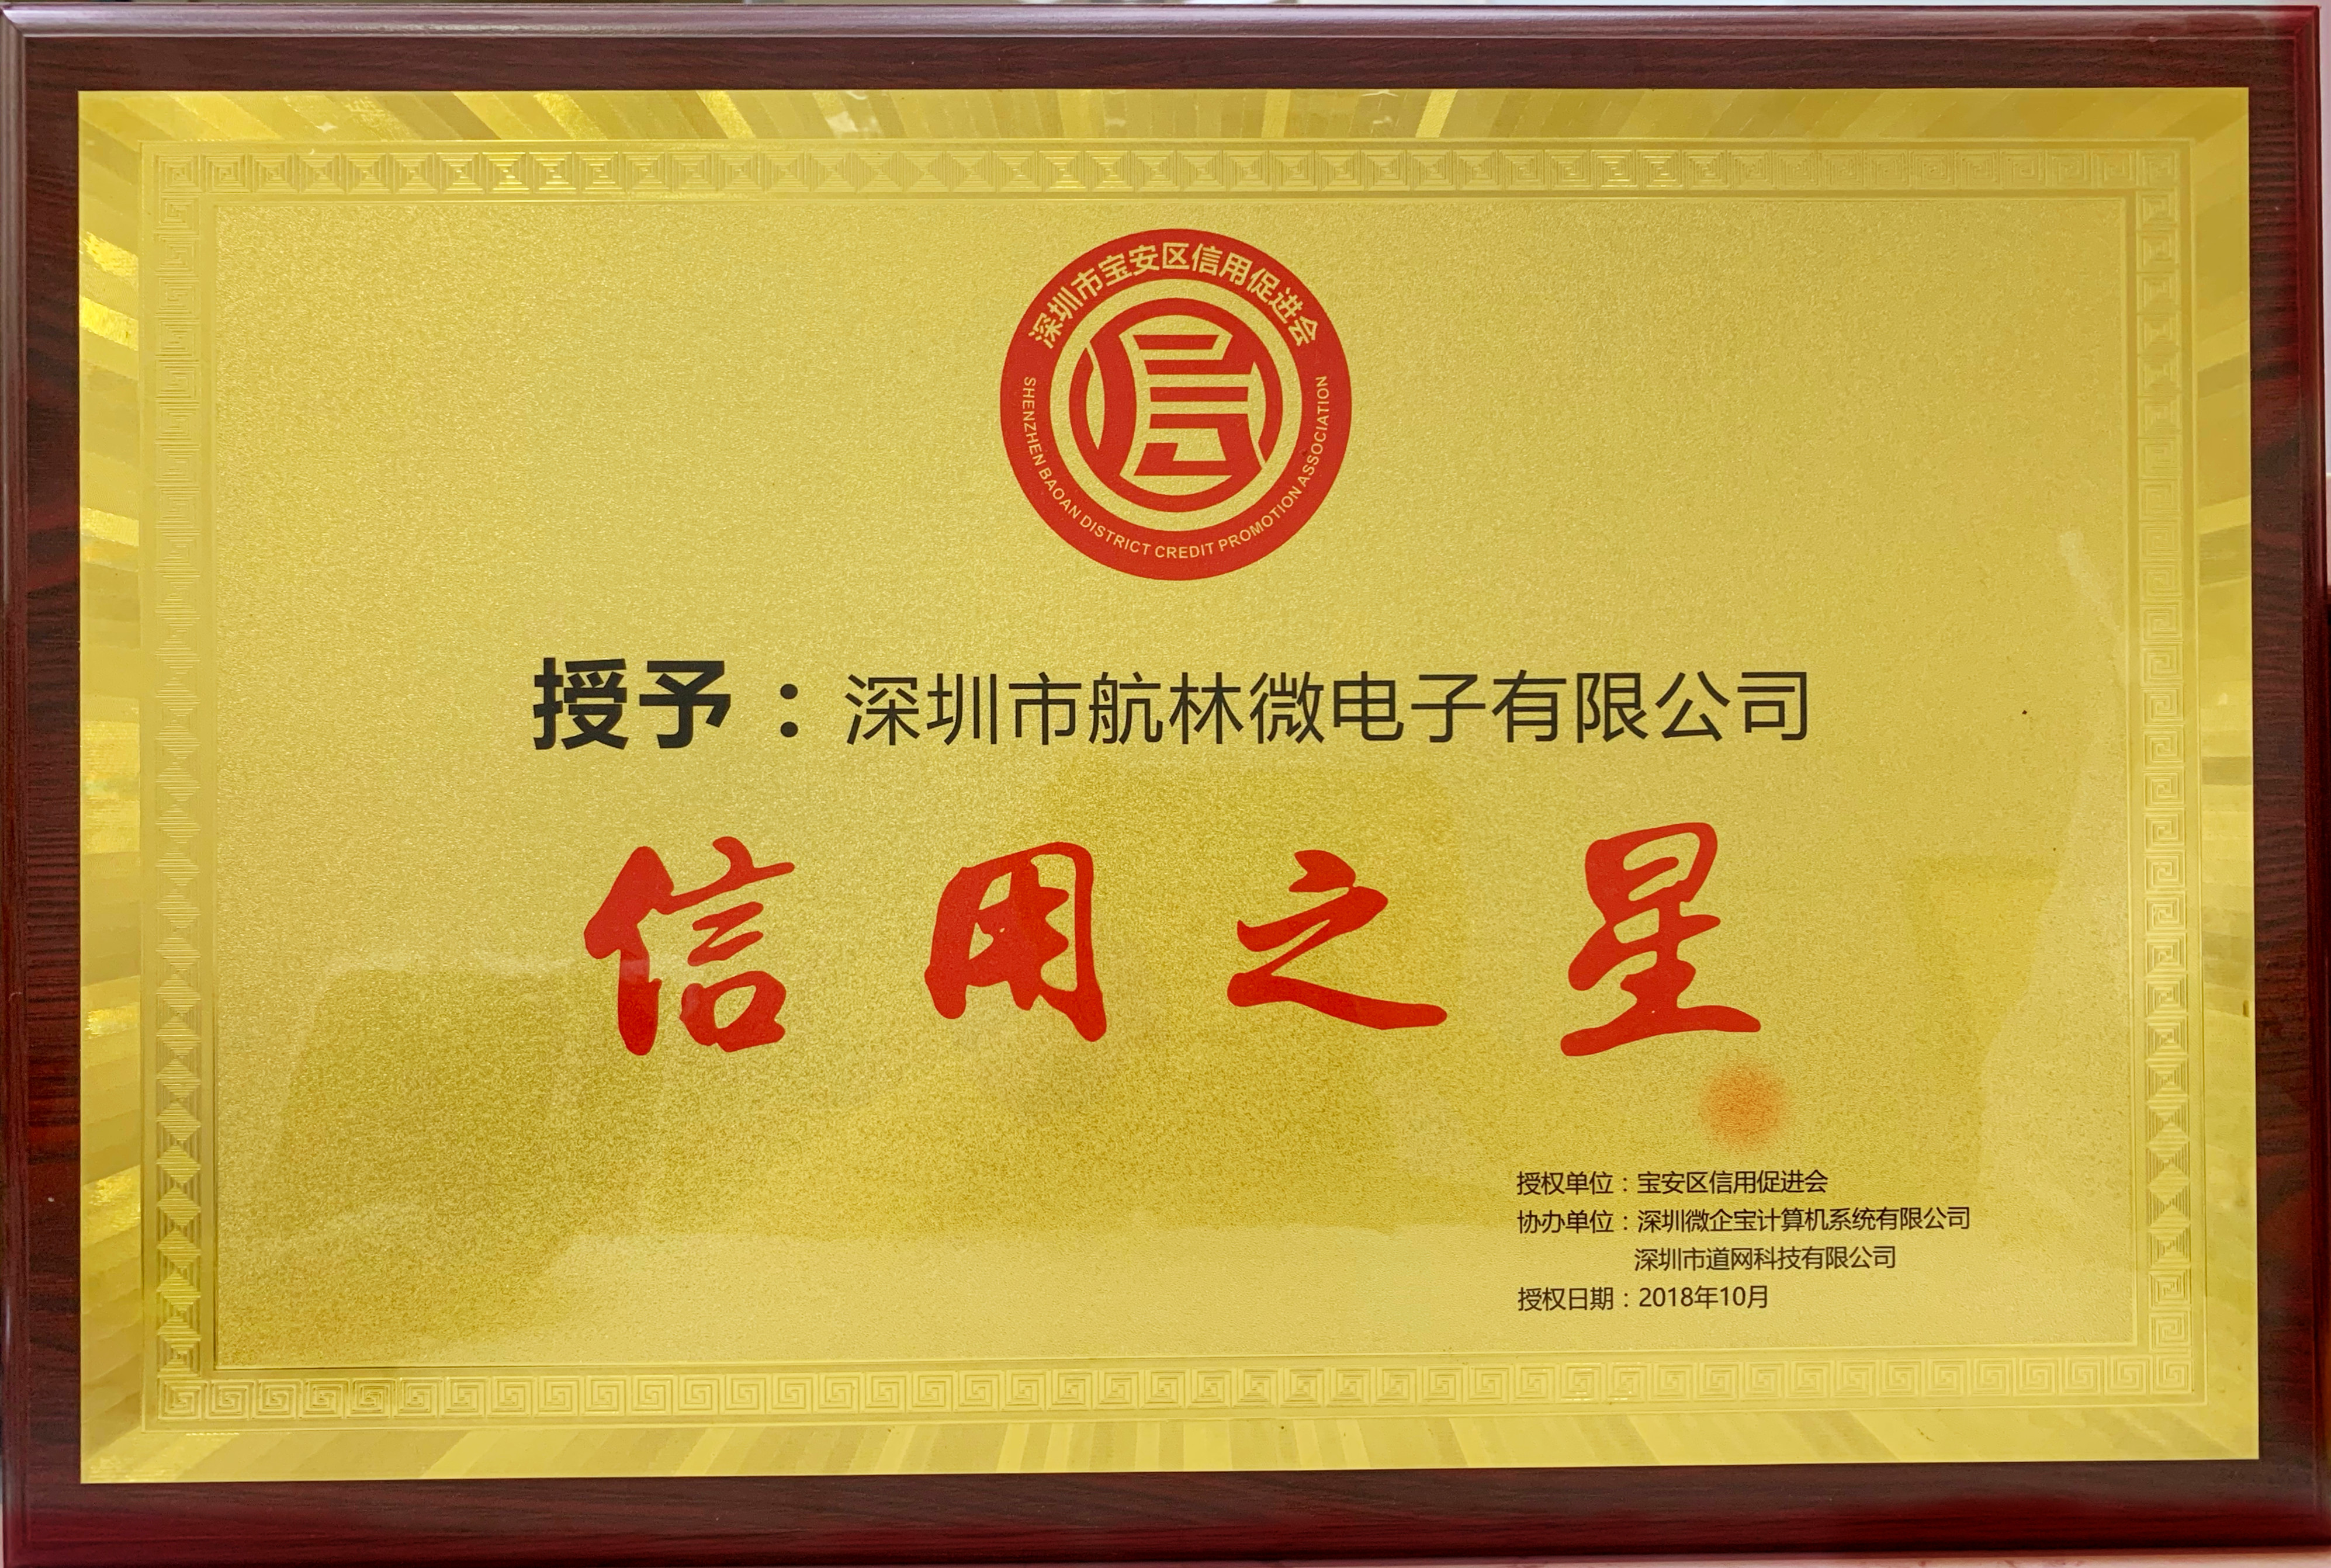 深圳市宝安区信用促进会
信
SHENZHEN BAOAN DISTRICT CREDIT PROMOTION ASSOCIATION
授予：深圳市航林微电子有限公司
信用之星
授权单位：宝安区信用促进会
协办单位：深圳微企宝计算机系统有限公司
深圳市道网科技有限公司
授权日期：2018年10月